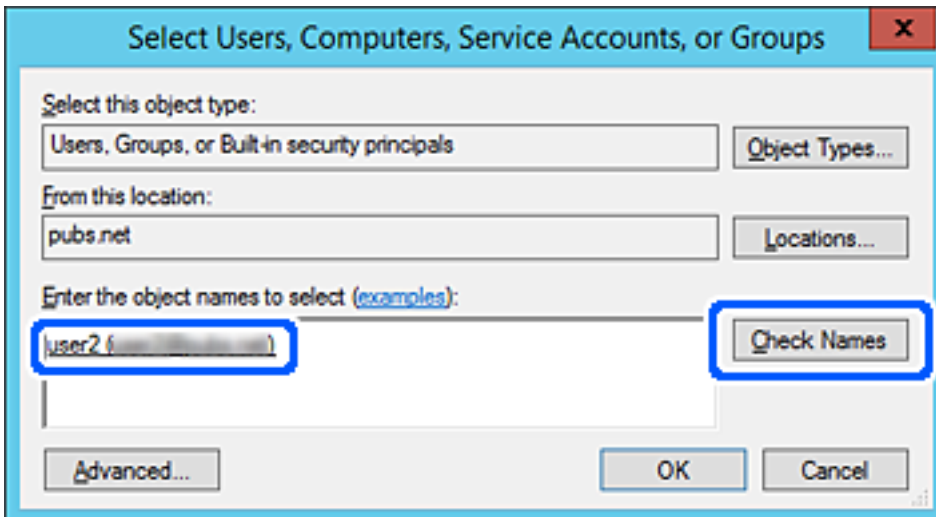 Select Users, Computers, Service Accounts, or Groups
x
Select this object type:
Users, Groups, or Built-in security principals
Object Types...
From this location:
pubs.net
Locations...
Enter the object names to select (examples):
user2 (
)
Check Names
Advanced...
OK
Cancel